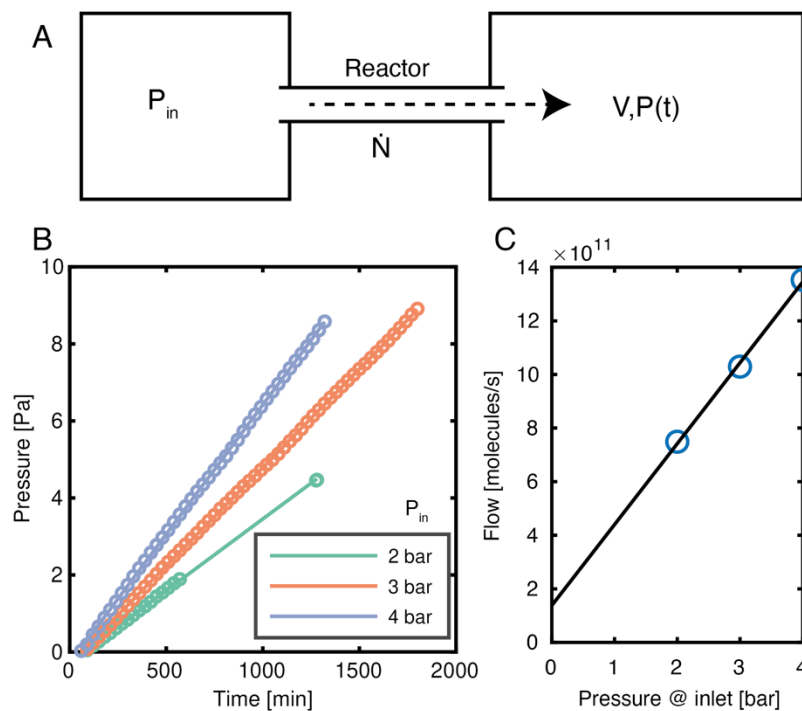 A
P_in
Reactor
Ṅ
V,P(t)
B
Pressure [Pa]
10
8
6
4
2
0
0
500
1000
1500
2000
Time [min]
P_in
2 bar
3 bar
4 bar
C
× 10^11
Flow [molecules/s]
14
12
10
8
6
4
2
0
0
1
2
3
4
Pressure @ inlet [bar]